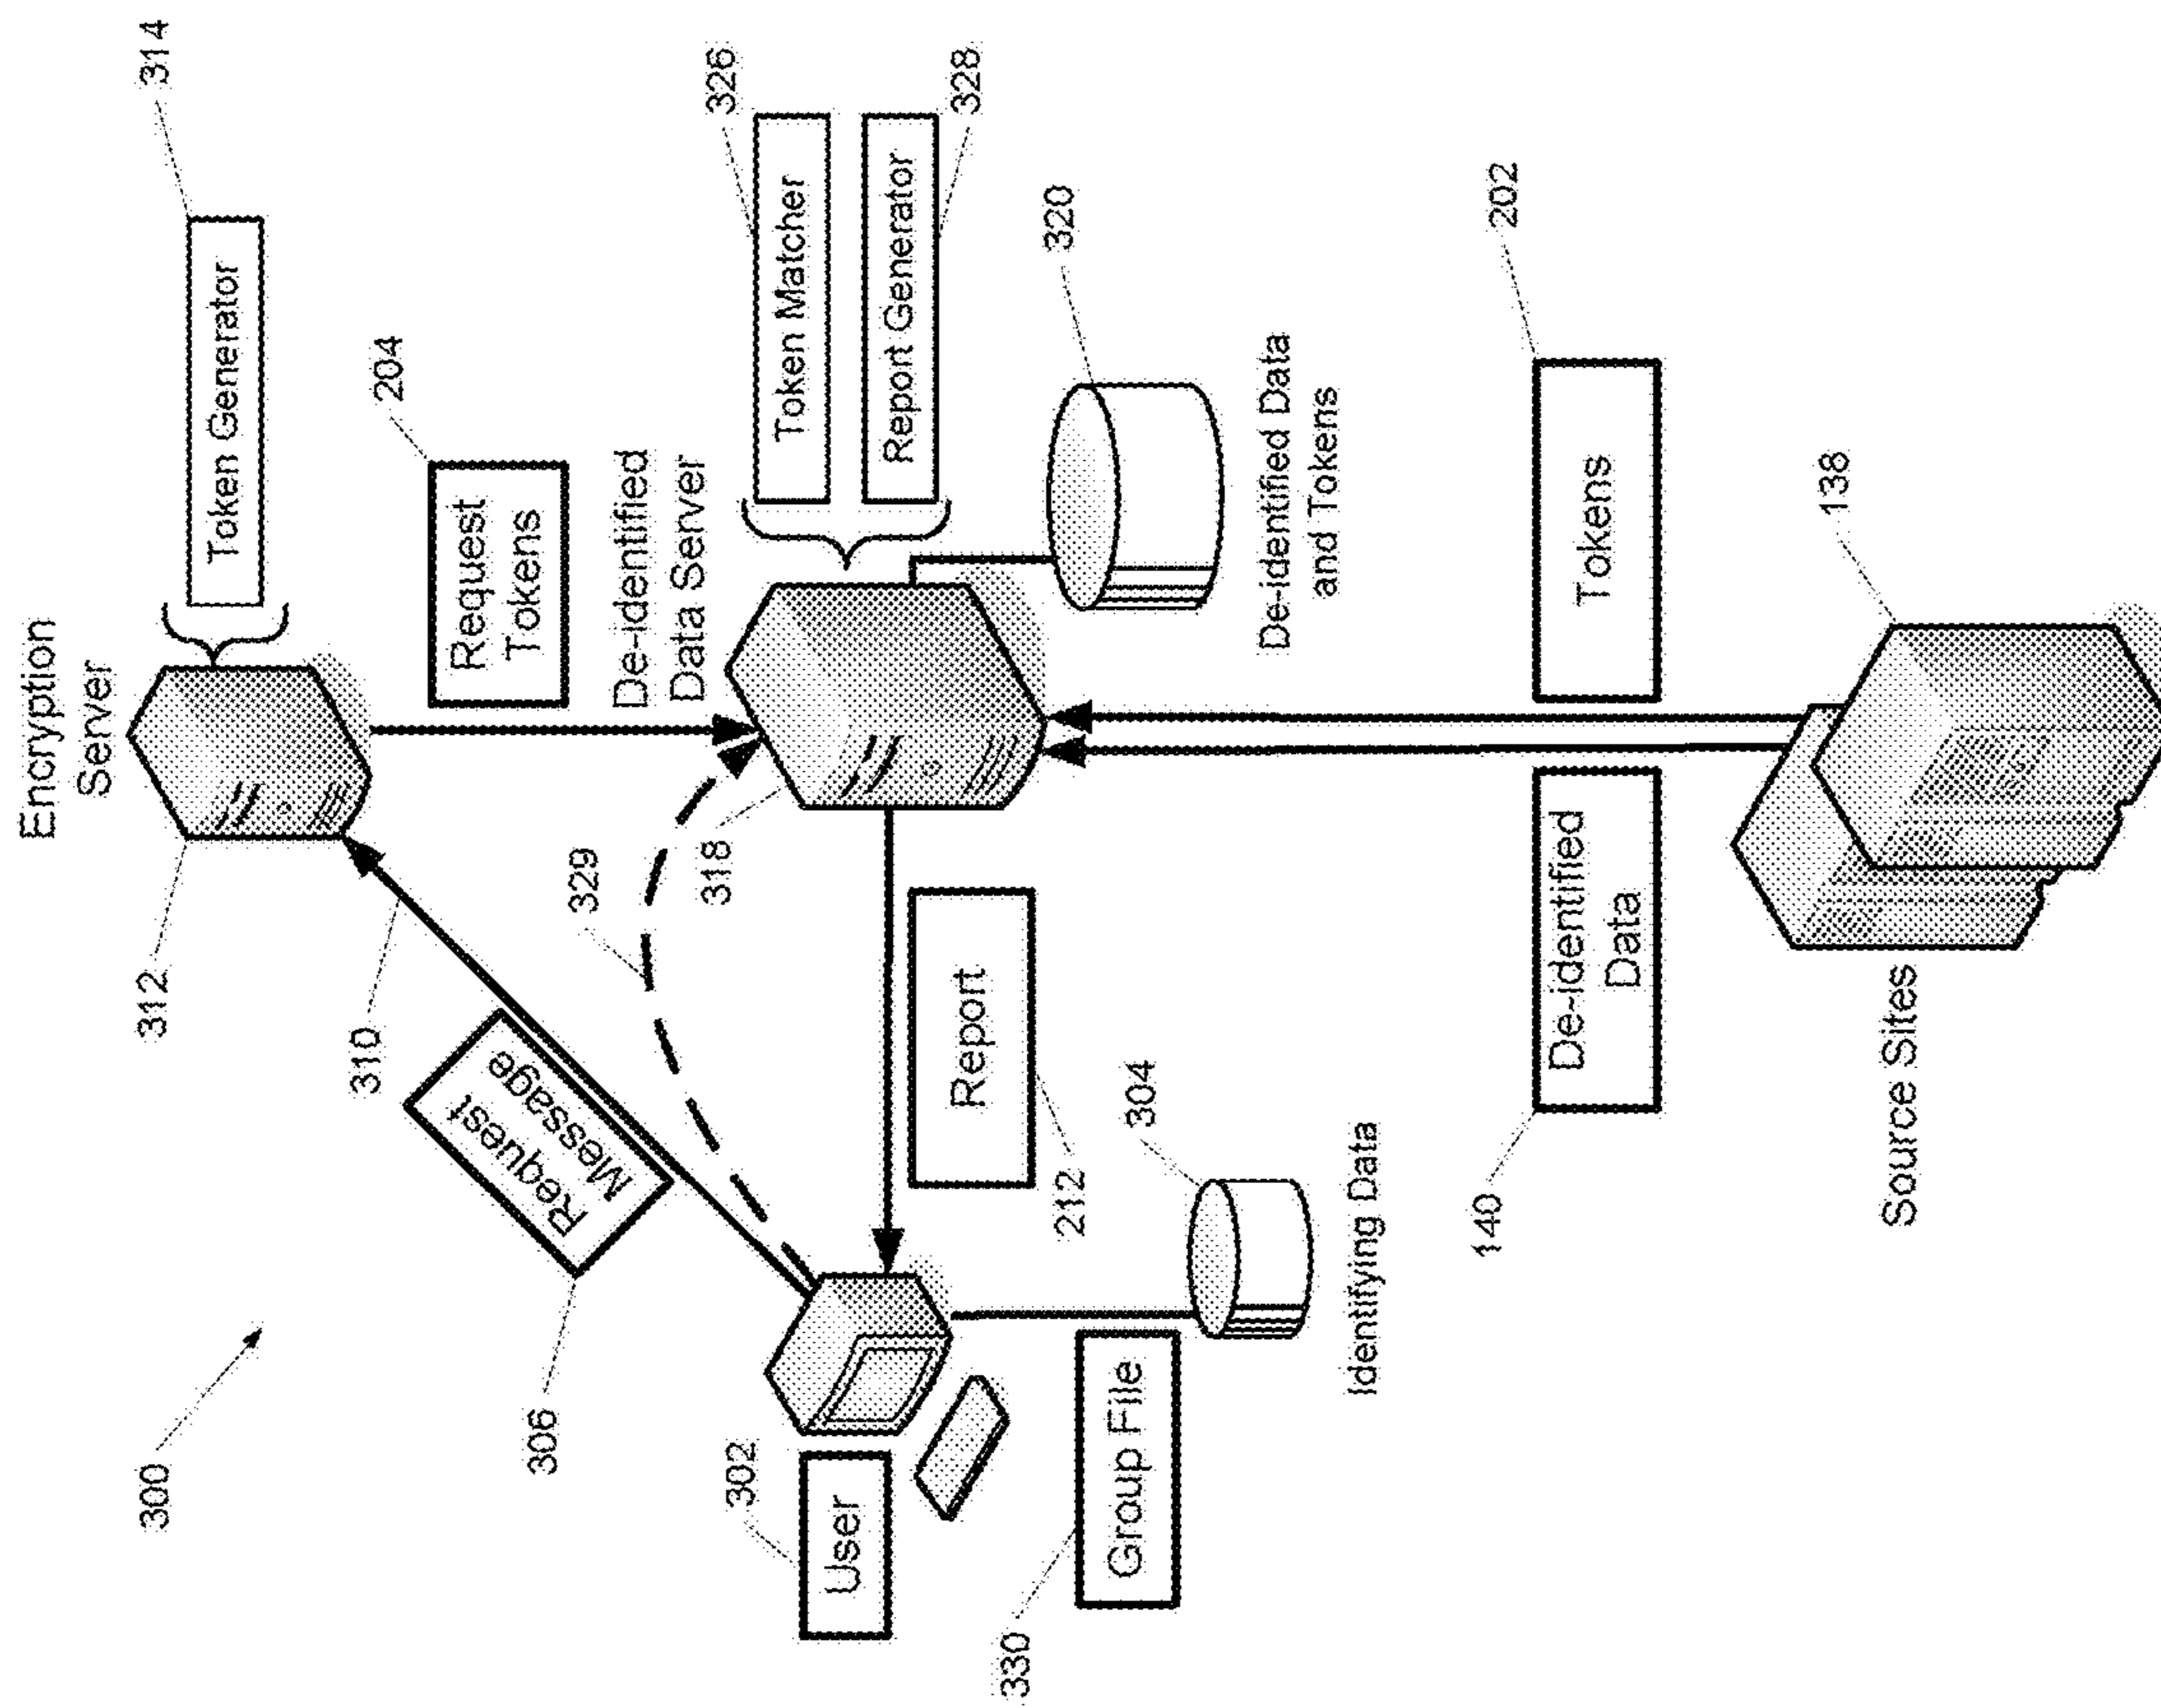 Encryption
Server
300
312
314
Token Generator
310
204
Request
Tokens
Request
Message
306
329
De-identified
Data Server
318
326
302
Token Matcher
User
Report Generator
328
Report
330
320
212
Group File
304
De-identified Data
and Tokens
Identifying Data
140
202
De-identified
Data
Tokens
138
Source Sites